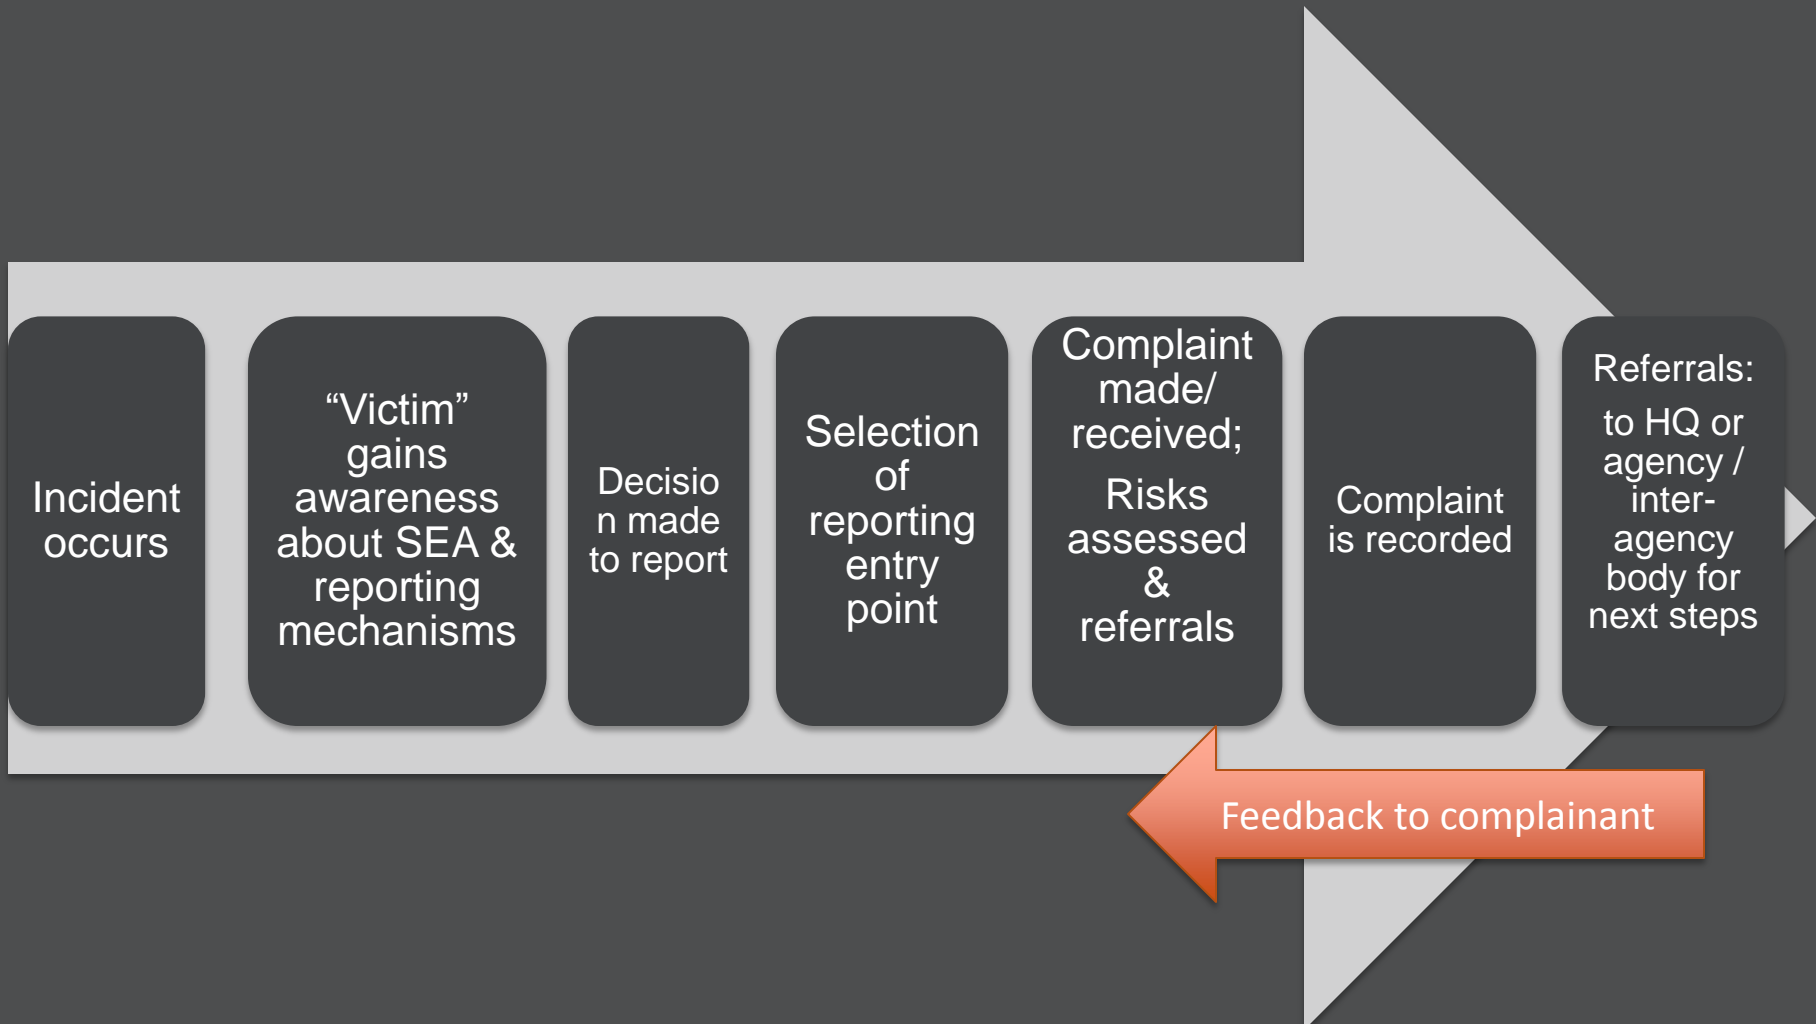 Incident
occurs
“Victim”
gains
awareness
about SEA &
reporting
mechanisms
Decisio
n made
to report
Selection
of
reporting
entry
point
Complaint
made/
received;
Risks
assessed
&
referrals
Complaint
is recorded
Referrals:
to HQ or
agency /
inter-
agency
body for
next steps
Feedback to complainant